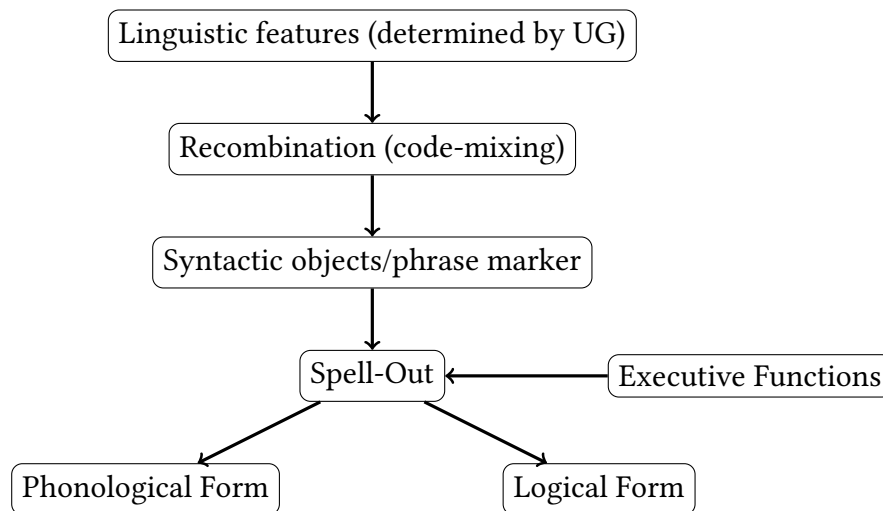 Linguistic features (determined by UG)
Recombination (code-mixing)
Syntactic objects/phrase marker
Spell-Out
Executive Functions
Phonological Form
Logical Form